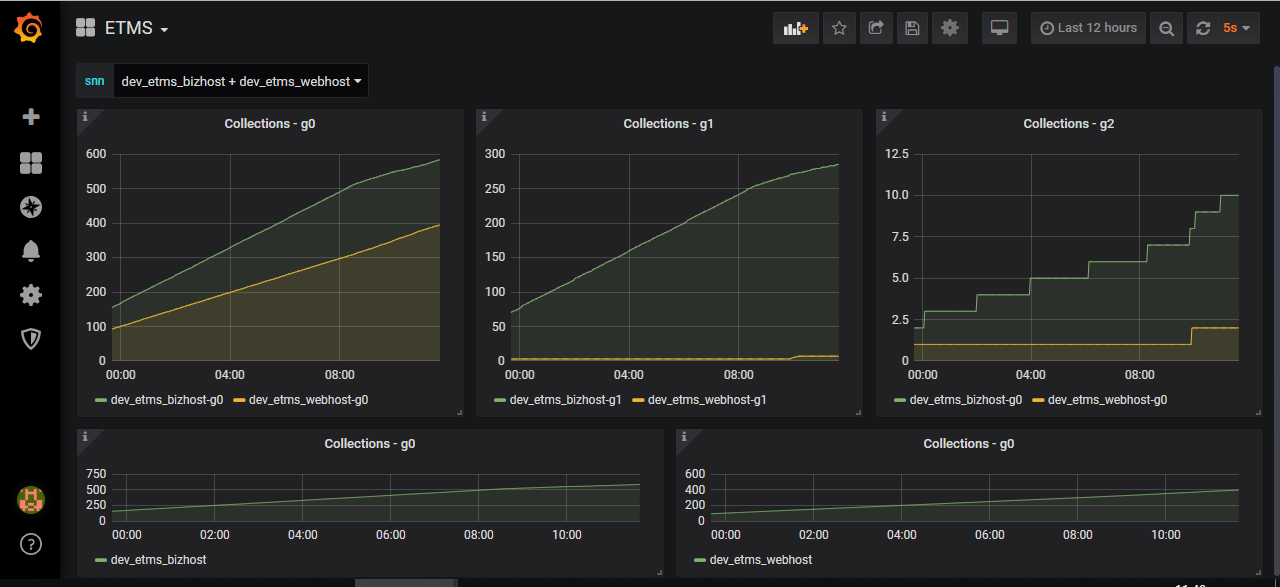 ETMS
Last 12 hours
5s
snn
dev_etms_bizhost + dev_etms_webhost
i
Collections - g0
600
500
400
300
200
100
0
00:00
04:00
08:00
dev_etms_bizhost-g0
dev_etms_webhost-g0
i
Collections - g1
300
250
200
150
100
50
0
00:00
04:00
08:00
dev_etms_bizhost-g1
dev_etms_webhost-g1
i
Collections - g2
12.5
10.0
7.5
5.0
2.5
0
00:00
04:00
08:00
dev_etms_bizhost-g0
dev_etms_webhost-g0
i
Collections - g0
750
500
250
0
00:00
02:00
04:00
06:00
08:00
10:00
dev_etms_bizhost
i
Collections - g0
600
400
200
0
00:00
02:00
04:00
06:00
08:00
10:00
dev_etms_webhost
?